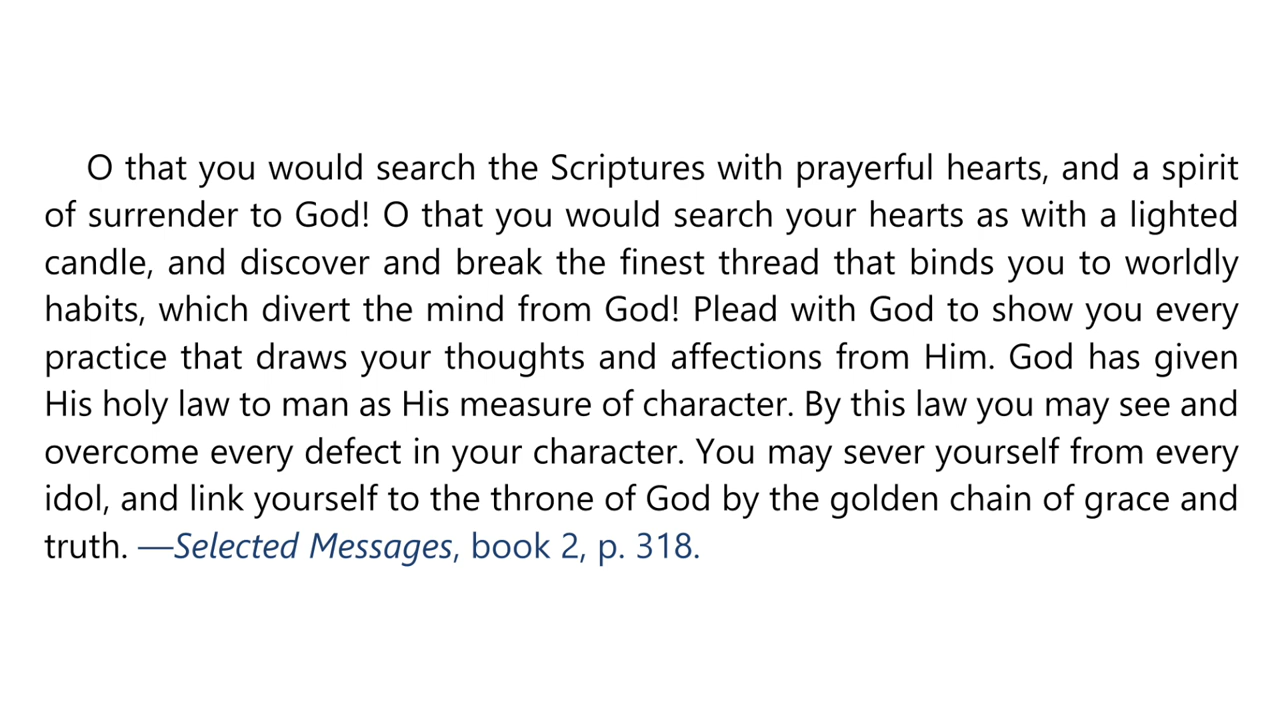 O that you would search the Scriptures with prayerful hearts, and a spirit
of surrender to God! O that you would search your hearts as with a lighted
candle, and discover and break the finest thread that binds you to worldly
habits, which divert the mind from God! Plead with God to show you every
practice that draws your thoughts and affections from Him. God has given
His holy law to man as His measure of character. By this law you may see and
overcome every defect in your character. You may sever yourself from every
idol, and link yourself to the throne of God by the golden chain of grace and
truth. —Selected Messages, book 2, p. 318.